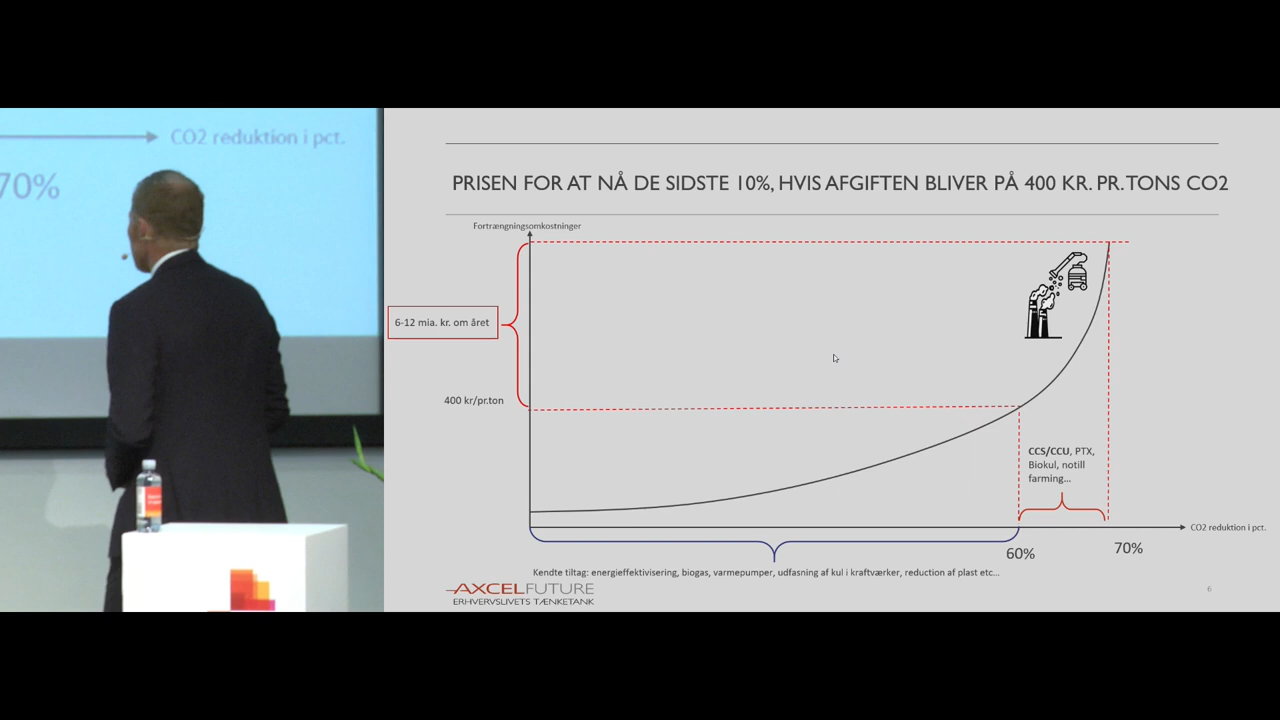 CO2 reduktion i pct.
70%
PRISEN FOR AT NÅ DE SIDSTE 10%, HVIS AFGIFTEN BLIVER PÅ 400 KR. PR. TONS CO2
Fortrængningsomkostninger
6-12 mia. kr. om året
400 kr/pr.ton
CCS/CCU, PTX,
Biokul, notill
farming...
CO2 reduktion i pct.
60%
70%
Kendte tiltag: energieffektivisering, biogas, varmepumper, udfasning af kul i kraftværker, reduction af plast etc...
AXCELFUTURE
ERHVERVSLIVETS TÆNKETANK
6